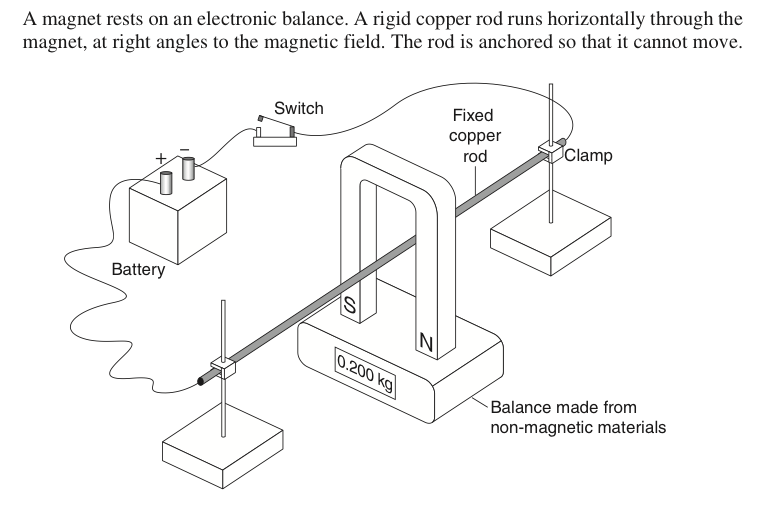 A magnet rests on an electronic balance. A rigid copper rod runs horizontally through the
magnet, at right angles to the magnetic field. The rod is anchored so that it cannot move.
Switch
Fixed
copper
rod
Clamp
+ −
Battery
S
N
0.200 kg
Balance made from
non-magnetic materials